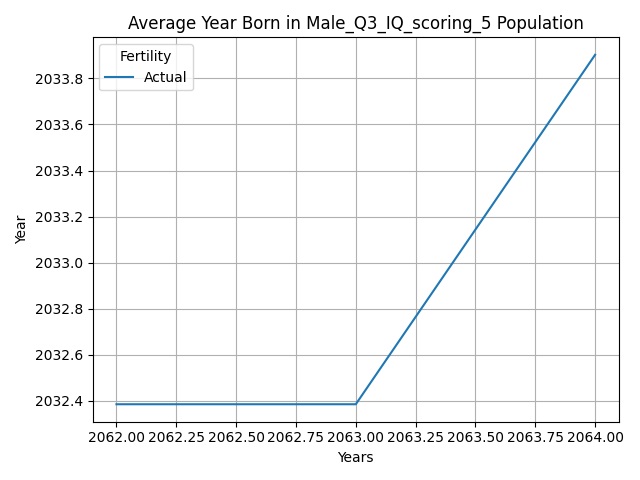 Average Year Born in Male_Q3_IQ_scoring_5 Population
Fertility
Actual
Year
2033.8
2033.6
2033.4
2033.2
2033.0
2032.8
2032.6
2032.4
2062.00 2062.25 2062.50 2062.75 2063.00 2063.25 2063.50 2063.75 2064.00
Years